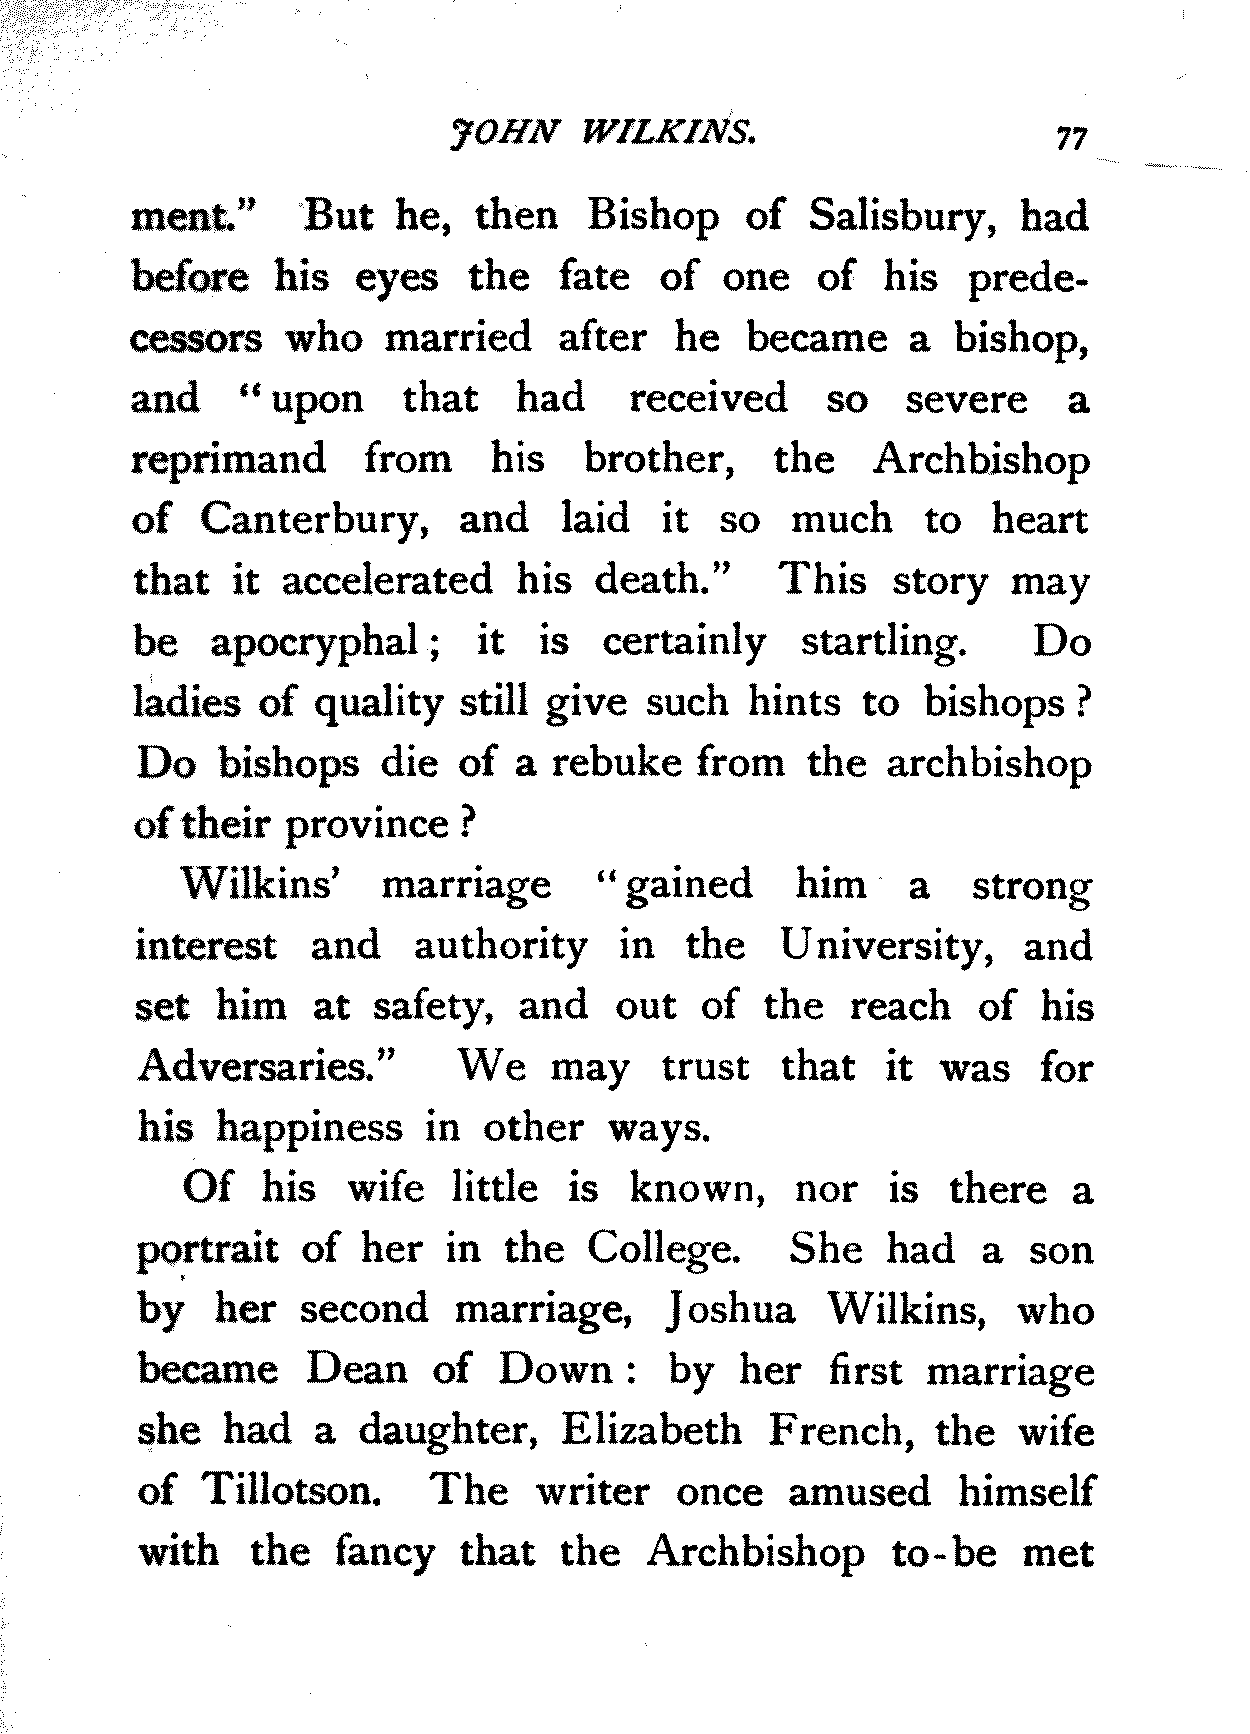 JOHN WILKINS. 77
ment." But he, then Bishop of Salisbury, had
before his eyes the fate of one of his prede-
cessors who married after he became a bishop,
and "upon that had received so severe a
reprimand from his brother, the Archbishop
of Canterbury, and laid it so much to heart
that it accelerated his death." This story may
be apocryphal; it is certainly startling. Do
ladies of quality still give such hints to bishops?
Do bishops die of a rebuke from the archbishop
of their province?
Wilkins' marriage "gained him a strong
interest and authority in the University, and
set him at safety, and out of the reach of his
Adversaries." We may trust that it was for
his happiness in other ways.
Of his wife little is known, nor is there a
portrait of her in the College. She had a son
by her second marriage, Joshua Wilkins, who
became Dean of Down: by her first marriage
she had a daughter, Elizabeth French, the wife
of Tillotson. The writer once amused himself
with the fancy that the Archbishop to-be met